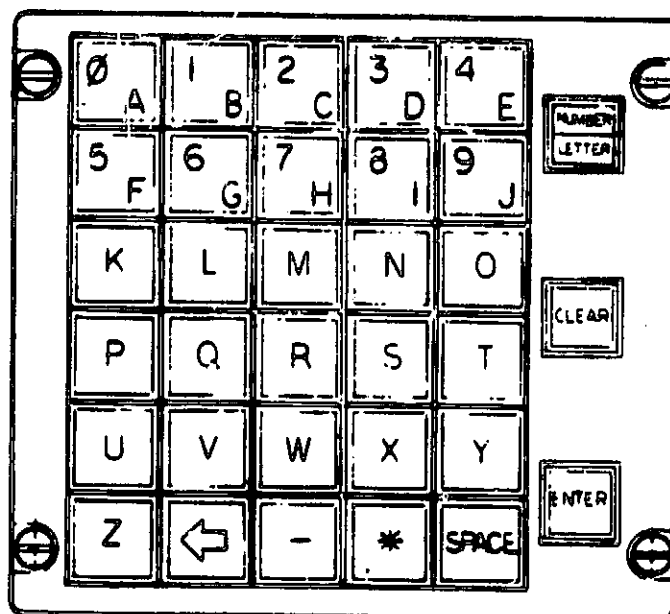 Ø 1 2 3 4
A B C D E
NUMBER
LETTER
5 6 7 8 9
F G H I J
K L M N O
CLEAR
P Q R S T
U V W X Y
ENTER
Z ⇦ - * SPACE